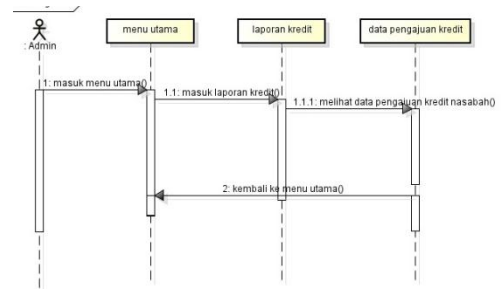 : Admin
menu utama
laporan kredit
data pengajuan kredit
1: masuk menu utama()
1.1: masuk laporan kredit()
1.1.1: melihat data pengajuan kredit nasabah()
2: kembali ke menu utama()